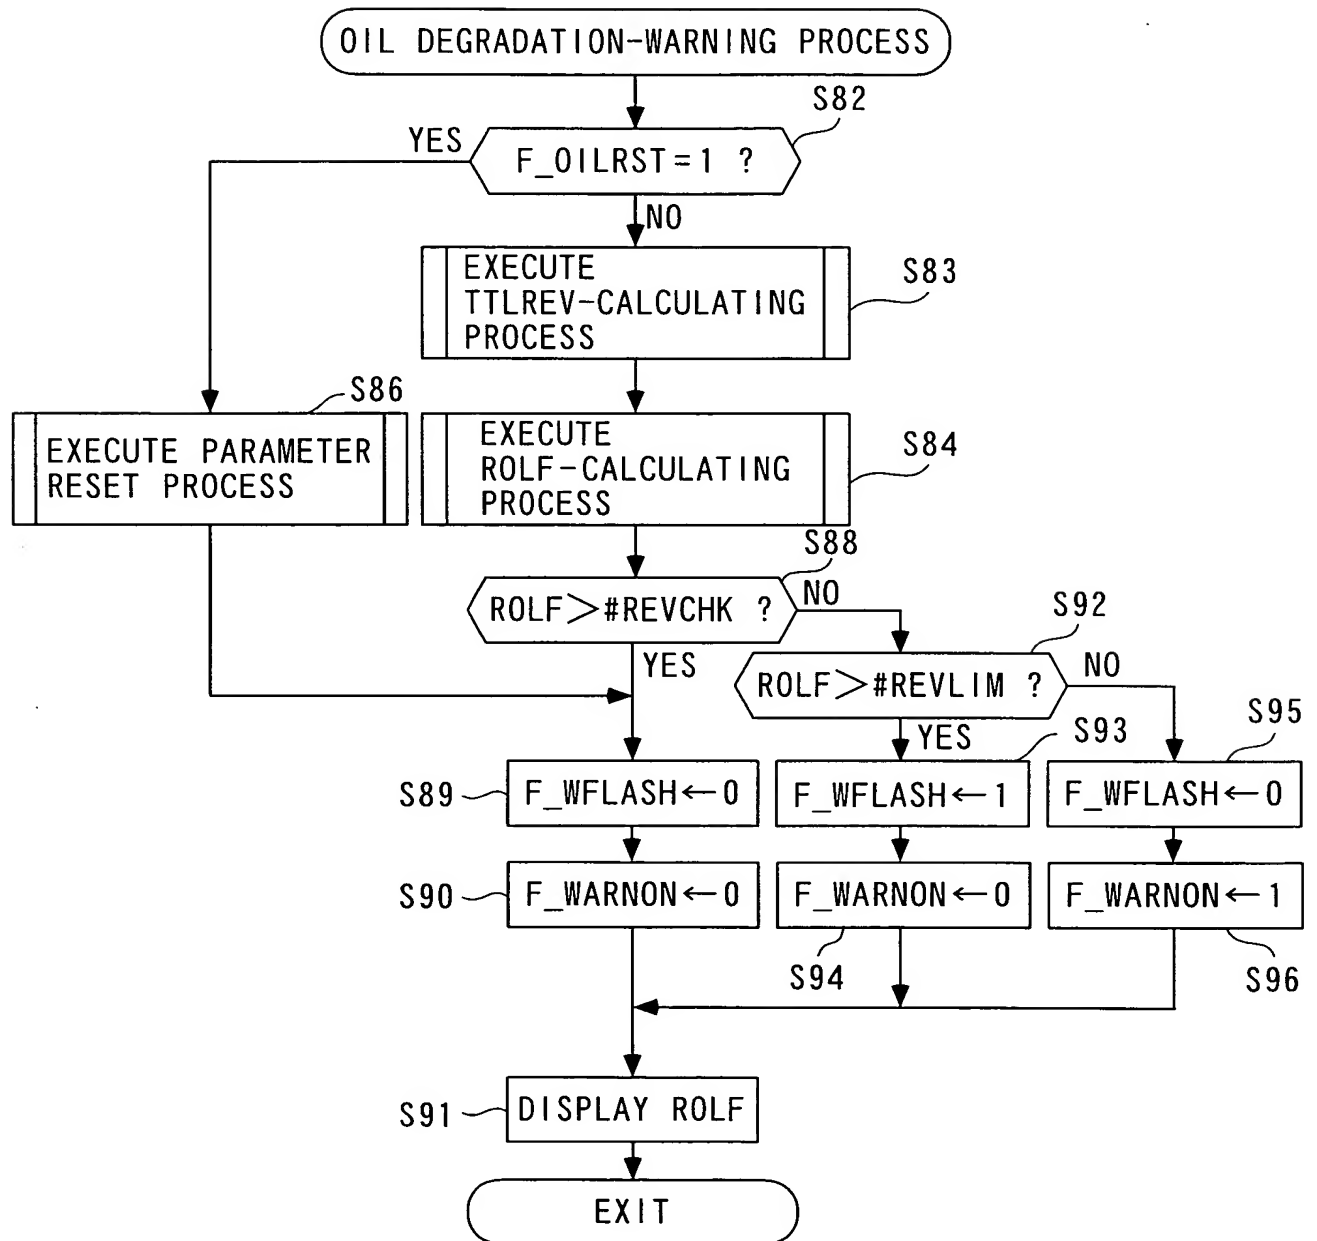 OIL DEGRADATION-WARNING PROCESS
S82
YES
F_OILRST=1 ?
NO
EXECUTE
TTLREV-CALCULATING
PROCESS
S83
S86
EXECUTE PARAMETER
RESET PROCESS
EXECUTE
ROLF-CALCULATING
PROCESS
S84
S88
ROLF>#REVCHK ?
NO
YES
S92
ROLF>#REVLIM ?
NO
YES
S93
S95
S89
F_WFLASH←0
F_WFLASH←1
F_WFLASH←0
S90
F_WARNON←0
F_WARNON←0
F_WARNON←1
S94
S96
S91
DISPLAY ROLF
EXIT